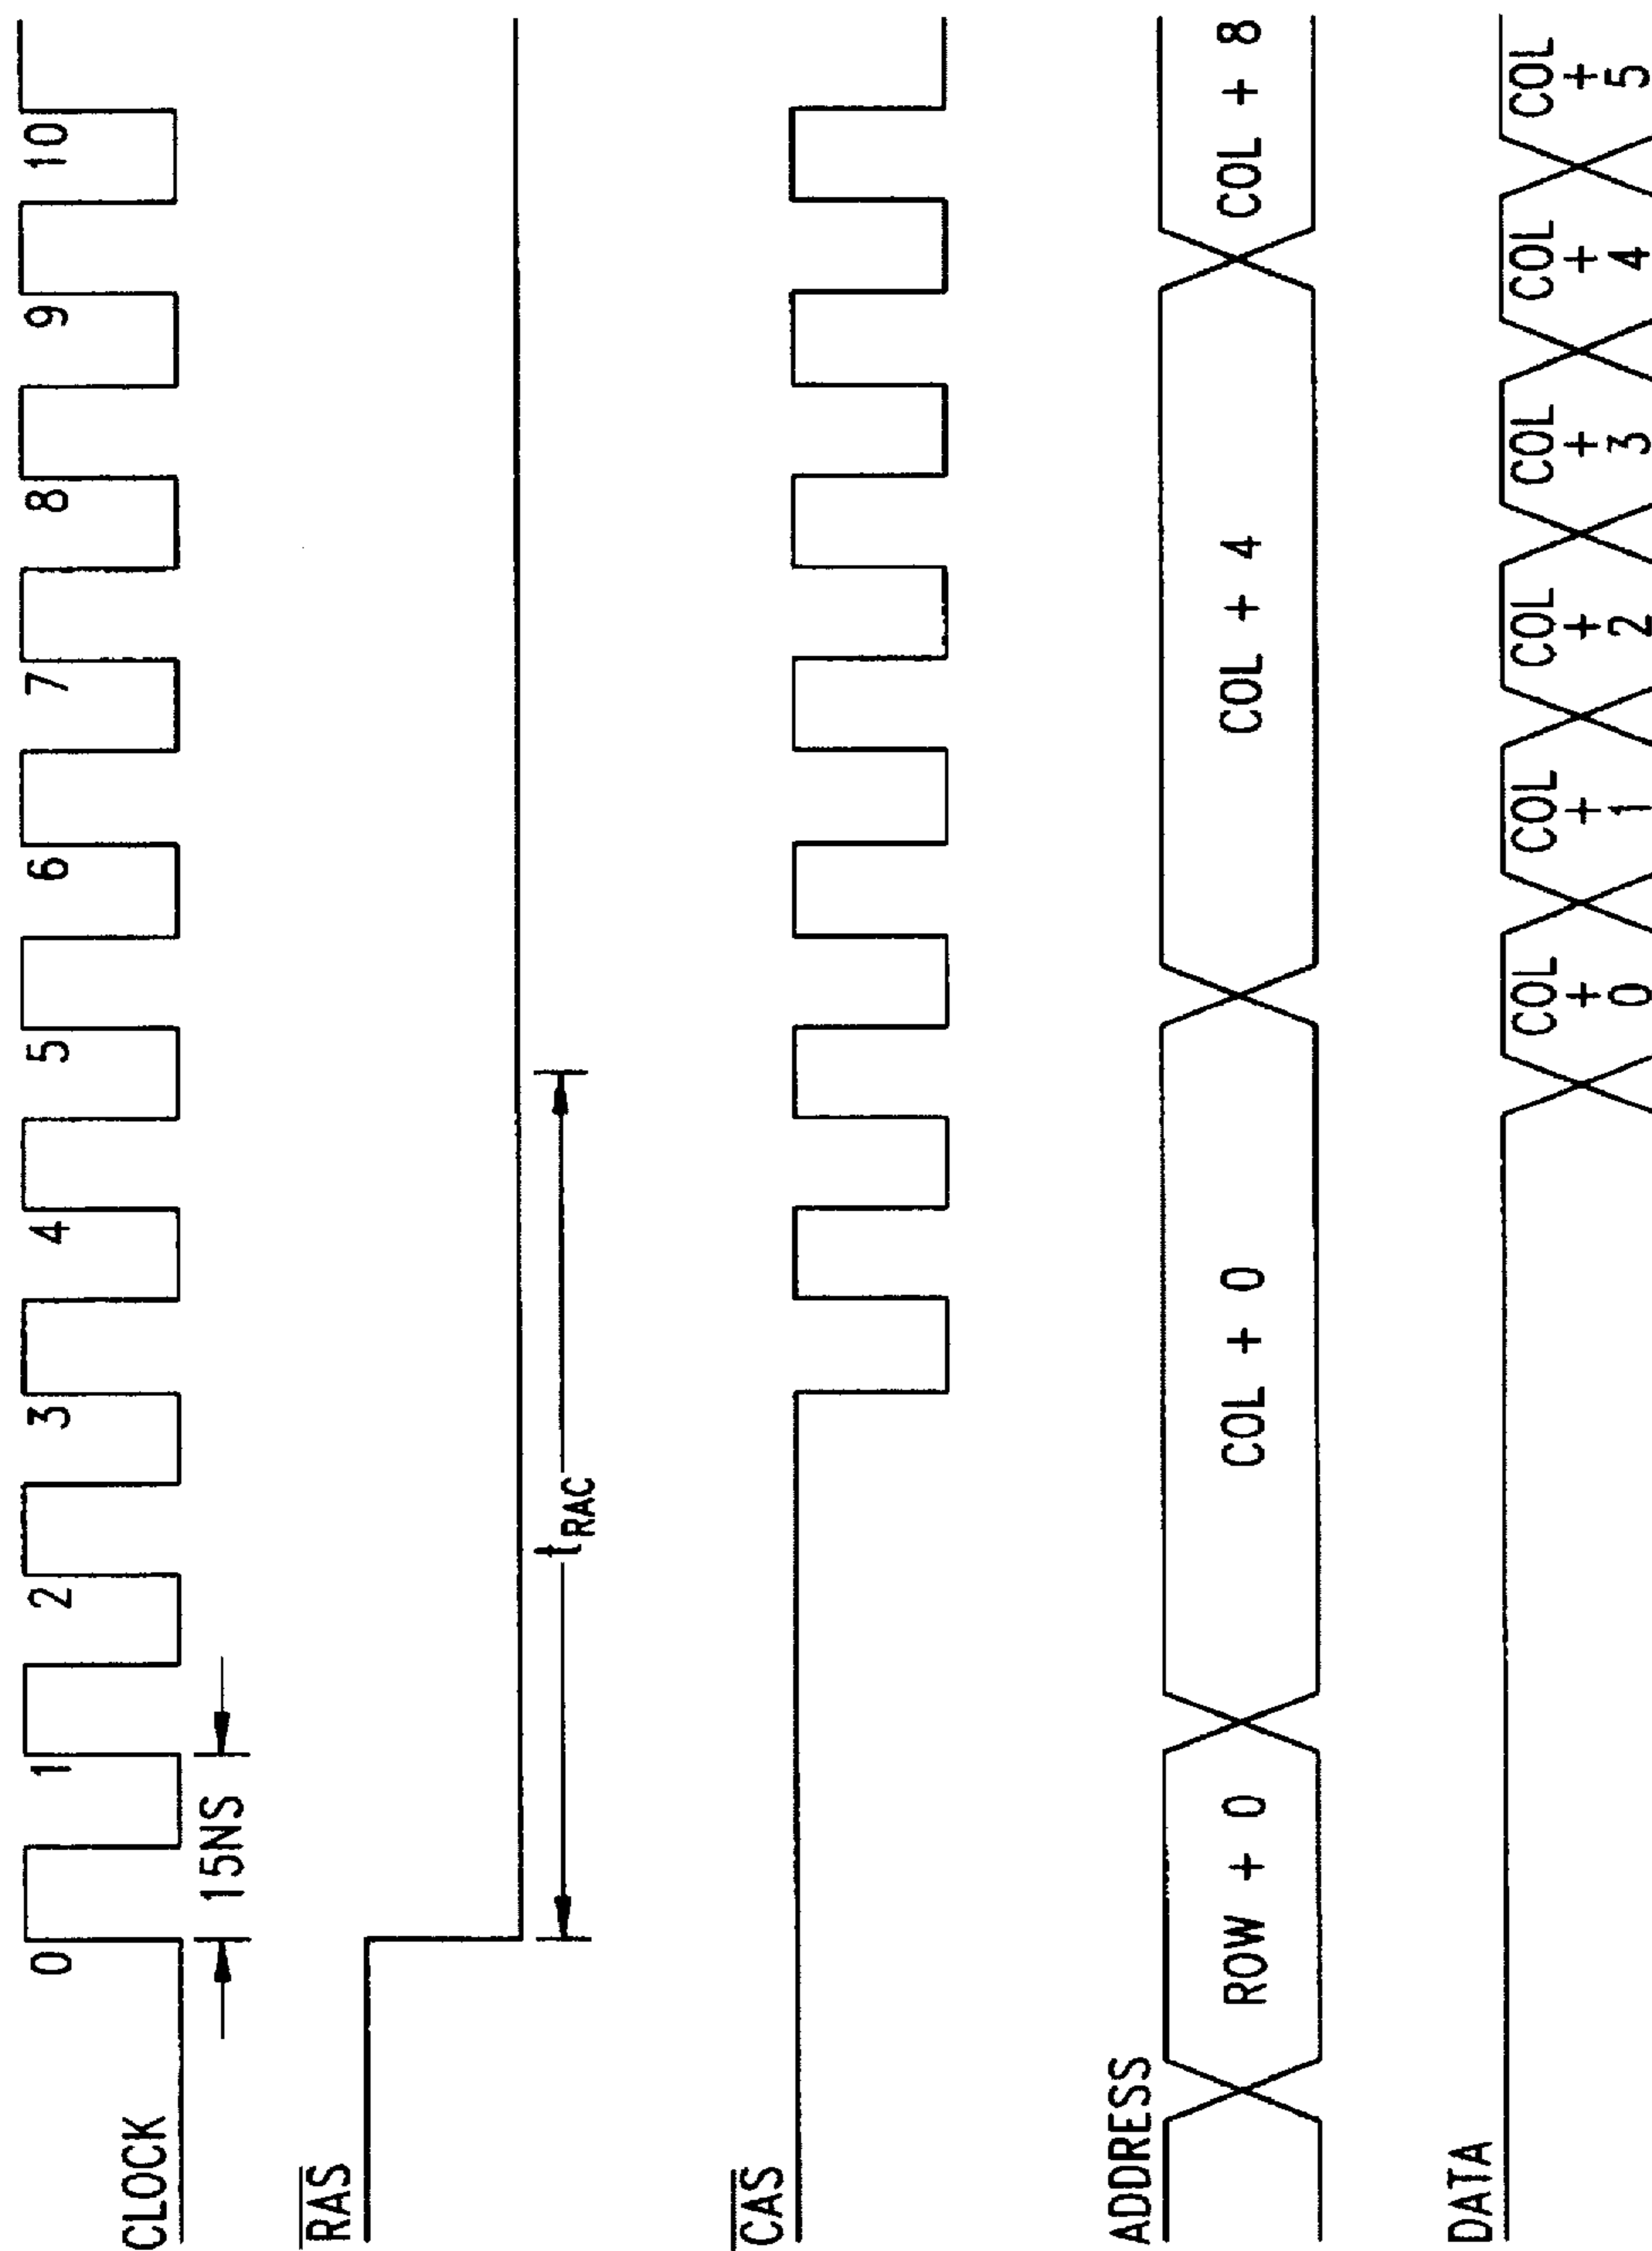 CLOCK
0 1 2 3 4 5 6 7 8 9 10
15NS
RAS
tRAC
CAS
ADDRESS
ROW + 0 COL + 0 COL + 4 COL + 8
DATA
COL + 0
COL + 1
COL + 2
COL + 3
COL + 4
COL + 5